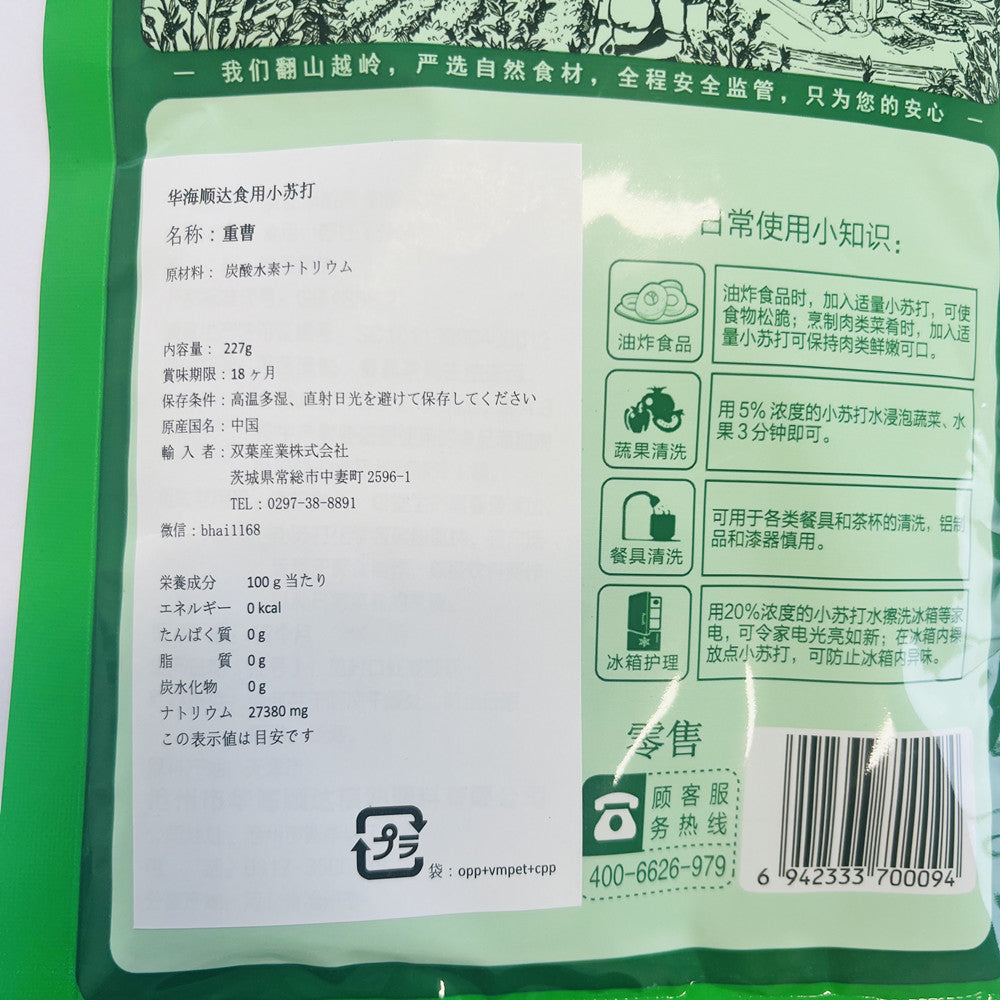 — 我们翻山越岭，严选自然食材，全程安全监管，只为您的安心 —
华海顺达食用小苏打
名称：重曹
原材料： 炭酸水素ナトリウム
内容量： 227g
賞味期限：18ヶ月
保存条件：高温多湿、直射日光を避けて保存してください
原産国名：中国
輸 入 者：双葉産業株式会社
茨城県常総市中妻町 2596-1
TEL：0297-38-8891
微信：bhai1168
栄養成分 100g当たり
エネルギー 0 kcal
たんぱく質 0 g
脂 質 0 g
炭水化物 0 g
ナトリウム 27380 mg
この表示値は目安です
プラ
袋：opp+vmpet+cpp
日常使用小知识：
油炸食品
油炸食品时，加入适量小苏打，可使
食物松脆；烹制肉类菜肴时，加入适
量小苏打可保持肉类鲜嫩可口。
蔬果清洗
用5% 浓度的小苏打水浸泡蔬菜、水
果3分钟即可。
餐具清洗
可用于各类餐具和茶杯的清洗，铝制
品和漆器慎用。
冰箱护理
用20%浓度的小苏打水擦洗冰箱等家
电，可令家电光亮如新；在冰箱内裸
放点小苏打，可防止冰箱内异味。
零售
顾客服
务热线
400-6626-979
6 942333 700094